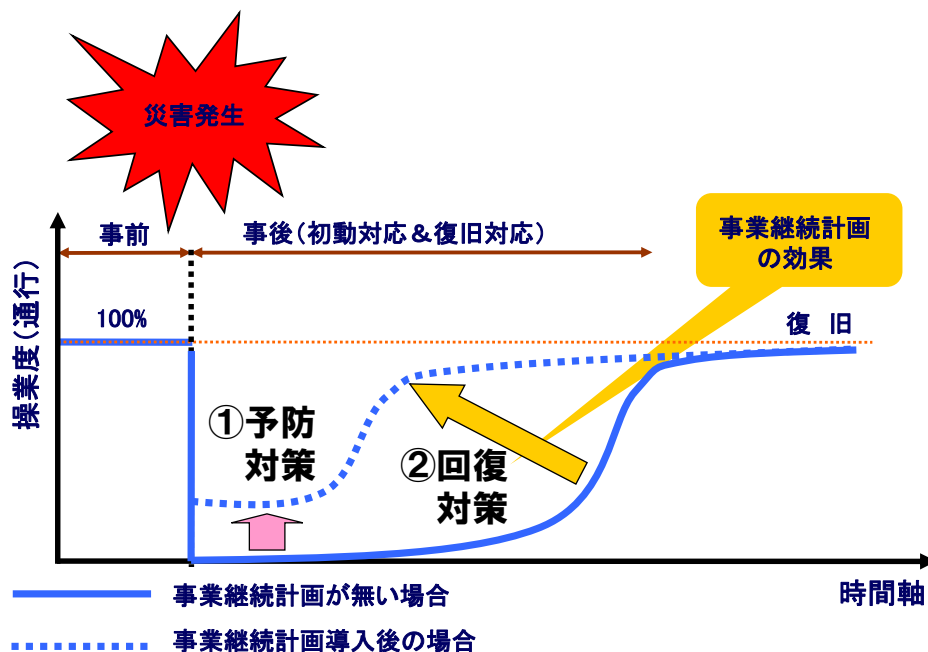 災害発生
事前
事後(初動対応&復旧対応)
事業継続計画
の効果
操業度(通行)
100%
復 旧
①予防
対策
②回復
対策
時間軸
事業継続計画が無い場合
事業継続計画導入後の場合